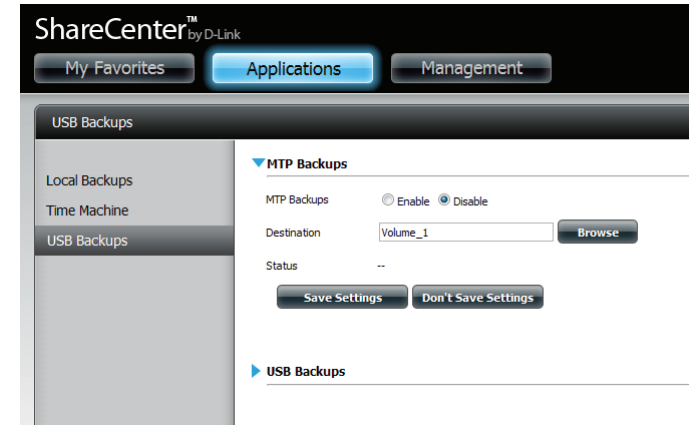 ShareCenter™ by D-Link
My Favorites Applications Management
USB Backups
Local Backups
Time Machine
USB Backups
MTP Backups
MTP Backups Enable Disable
Destination Volume_1 Browse
Status --
Save Settings Don't Save Settings
USB Backups